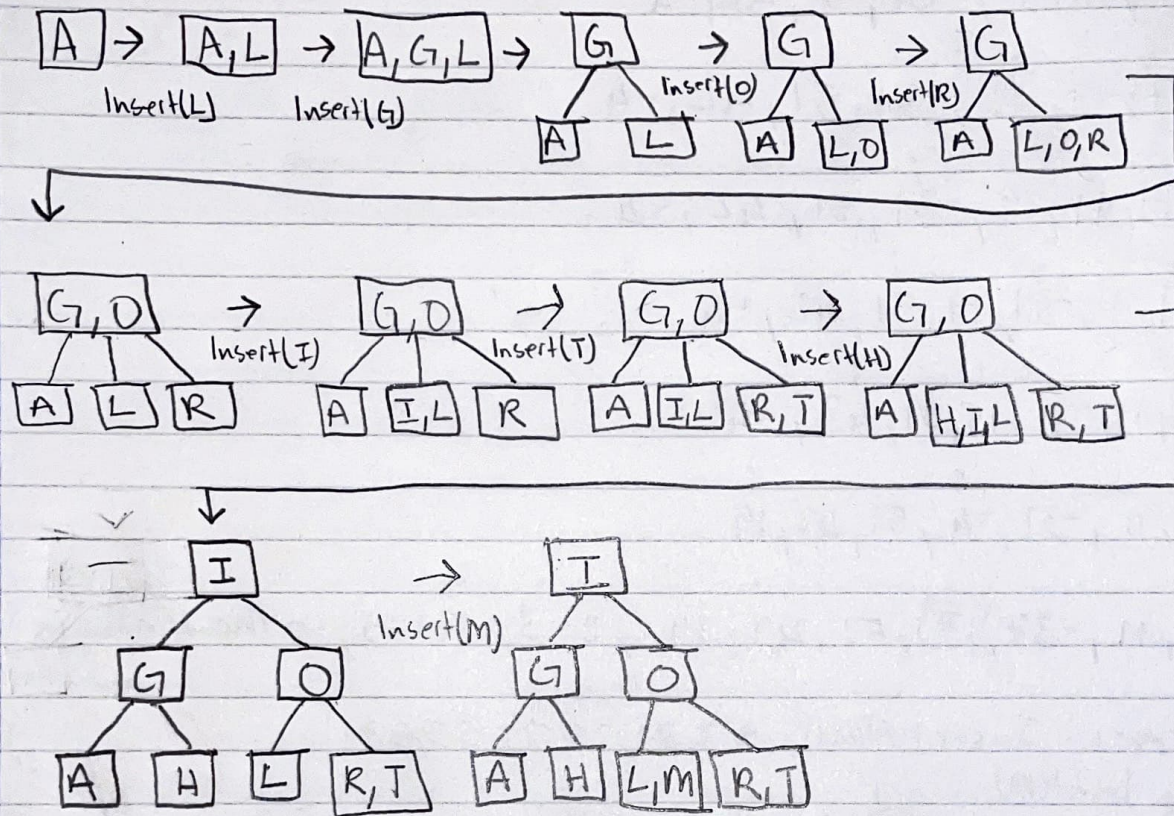 A → A,L → A,G,L → G → G → G
Insert(L) Insert(G) Insert(O) Insert(R)
A L A L,O A L,O,R
G,O → G,O → G,O → G,O
Insert(I) Insert(T) Insert(H)
A L R A I,L R A I,L R,T A H,I,L R,T
I → I
Insert(M)
G O G O
A H L R,T A H L,M R,T